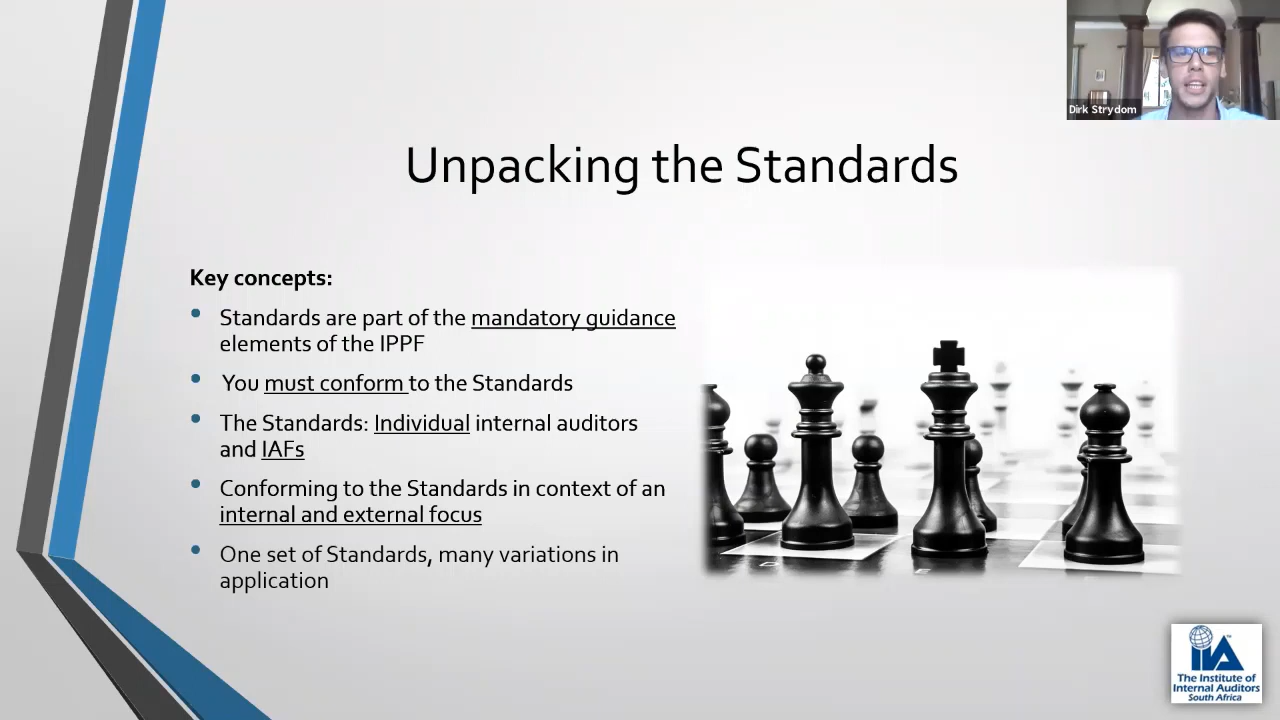 Dirk Strydom
Unpacking the Standards
Key concepts:
• Standards are part of the mandatory guidance
elements of the IPPF
• You must conform to the Standards
• The Standards: Individual internal auditors
and IAFs
• Conforming to the Standards in context of an
internal and external focus
• One set of Standards, many variations in
application
IIA
The Institute of
Internal Auditors
South Africa